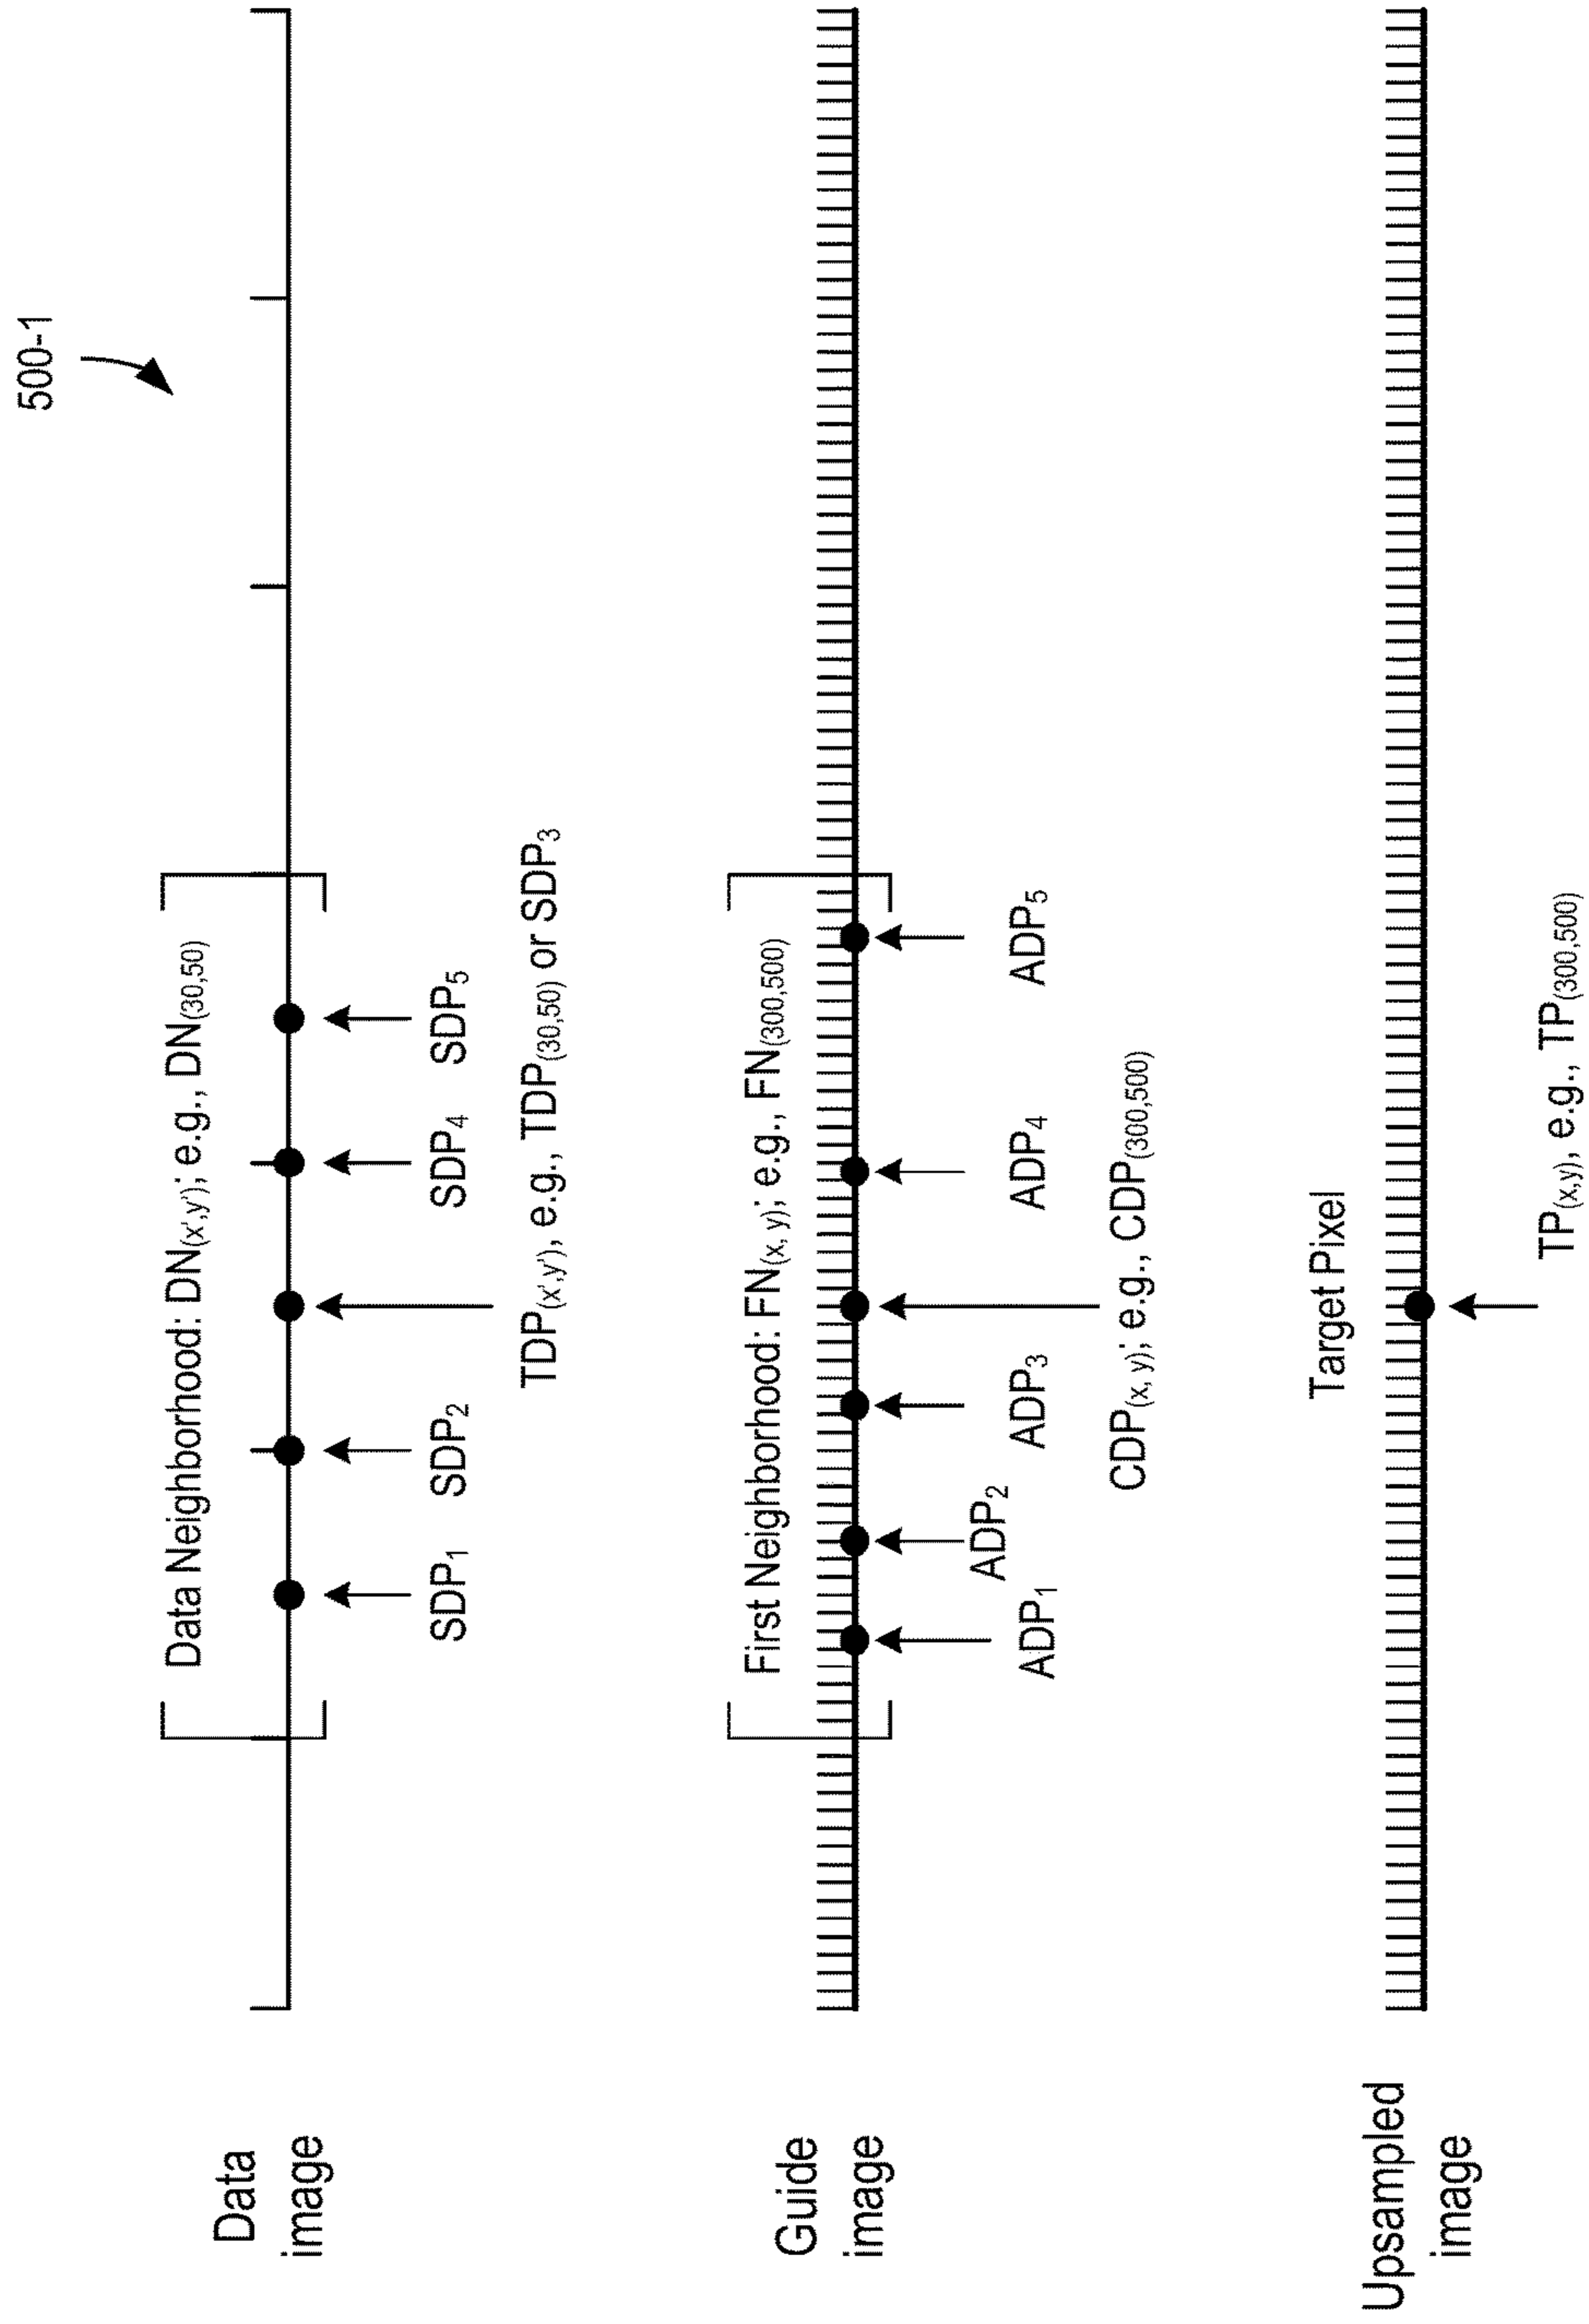 500-1
Data
image
Data Neighborhood: DN(x',y'); e.g., DN(30,50)
SDP1
SDP2
SDP4
SDP5
TDP(x',y'), e.g., TDP(30,50) or SDP3
Guide
image
First Neighborhood: FN(x, y); e.g., FN(300,500)
ADP1
ADP2
ADP3
ADP4
ADP5
CDP(x, y); e.g., CDP(300,500)
Upsampled
image
Target Pixel
TP(x,y), e.g., TP(300,500)